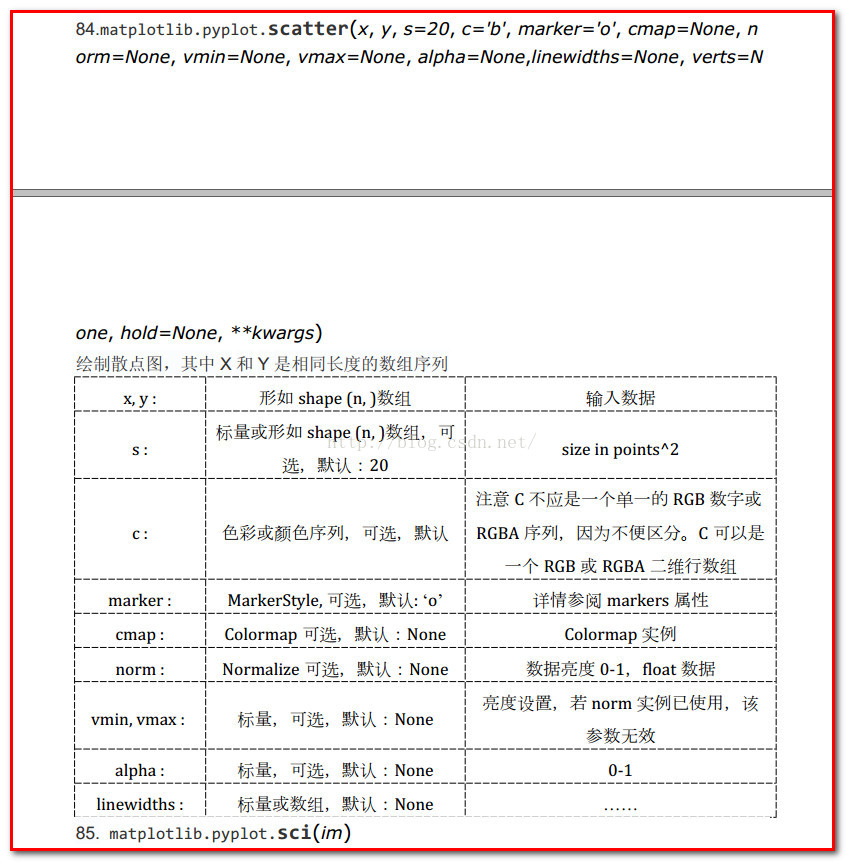 84.matplotlib.pyplot.scatter(x, y, s=20, c='b', marker='o', cmap=None, n
orm=None, vmin=None, vmax=None, alpha=None,linewidths=None, verts=N
one, hold=None, **kwargs)
绘制散点图，其中 X 和 Y 是相同长度的数组序列
x, y : 形如 shape (n, )数组 输入数据
s : 标量或形如 shape (n, )数组，可
选，默认：20 size in points^2
http://blog.csdn.net/
c : 色彩或颜色序列，可选，默认 注意 C 不应是一个单一的 RGB 数字或
RGBA 序列，因为不便区分。C 可以是
一个 RGB 或 RGBA 二维行数组
marker : MarkerStyle, 可选，默认: ‘o’ 详情参阅 markers 属性
cmap : Colormap 可选，默认：None Colormap 实例
norm : Normalize 可选，默认：None 数据亮度 0-1，float 数据
vmin, vmax : 标量，可选，默认：None 亮度设置，若 norm 实例已使用，该
参数无效
alpha : 标量，可选，默认：None 0-1
linewidths : 标量或数组，默认：None ……
85. matplotlib.pyplot.sci(im)